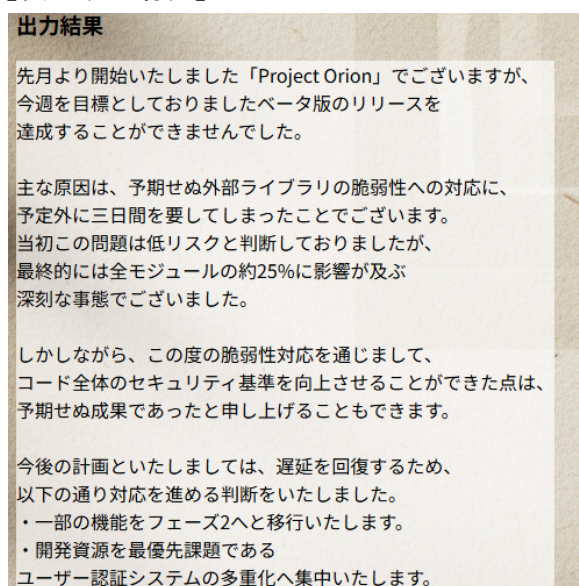 出力結果
先月より開始いたしました「Project Orion」でございますが、
今週を目標としておりましたベータ版のリリースを
達成することができませんでした。
主な原因は、予期せぬ外部ライブラリの脆弱性への対応に、
予定外に三日間を要してしまったことでございます。
当初この問題は低リスクと判断しておりましたが、
最終的には全モジュールの約25%に影響が及ぶ
深刻な事態でございました。
しかしながら、この度の脆弱性対応を通じまして、
コード全体のセキュリティ基準を向上させることができた点は、
予期せぬ成果であったと申し上げることもできます。
今後の計画といたしましては、遅延を回復するため、
以下の通り対応を進める判断をいたしました。
・一部の機能をフェーズ2へと移行いたします。
・開発資源を最優先課題である
ユーザー認証システムの多重化へ集中いたします。